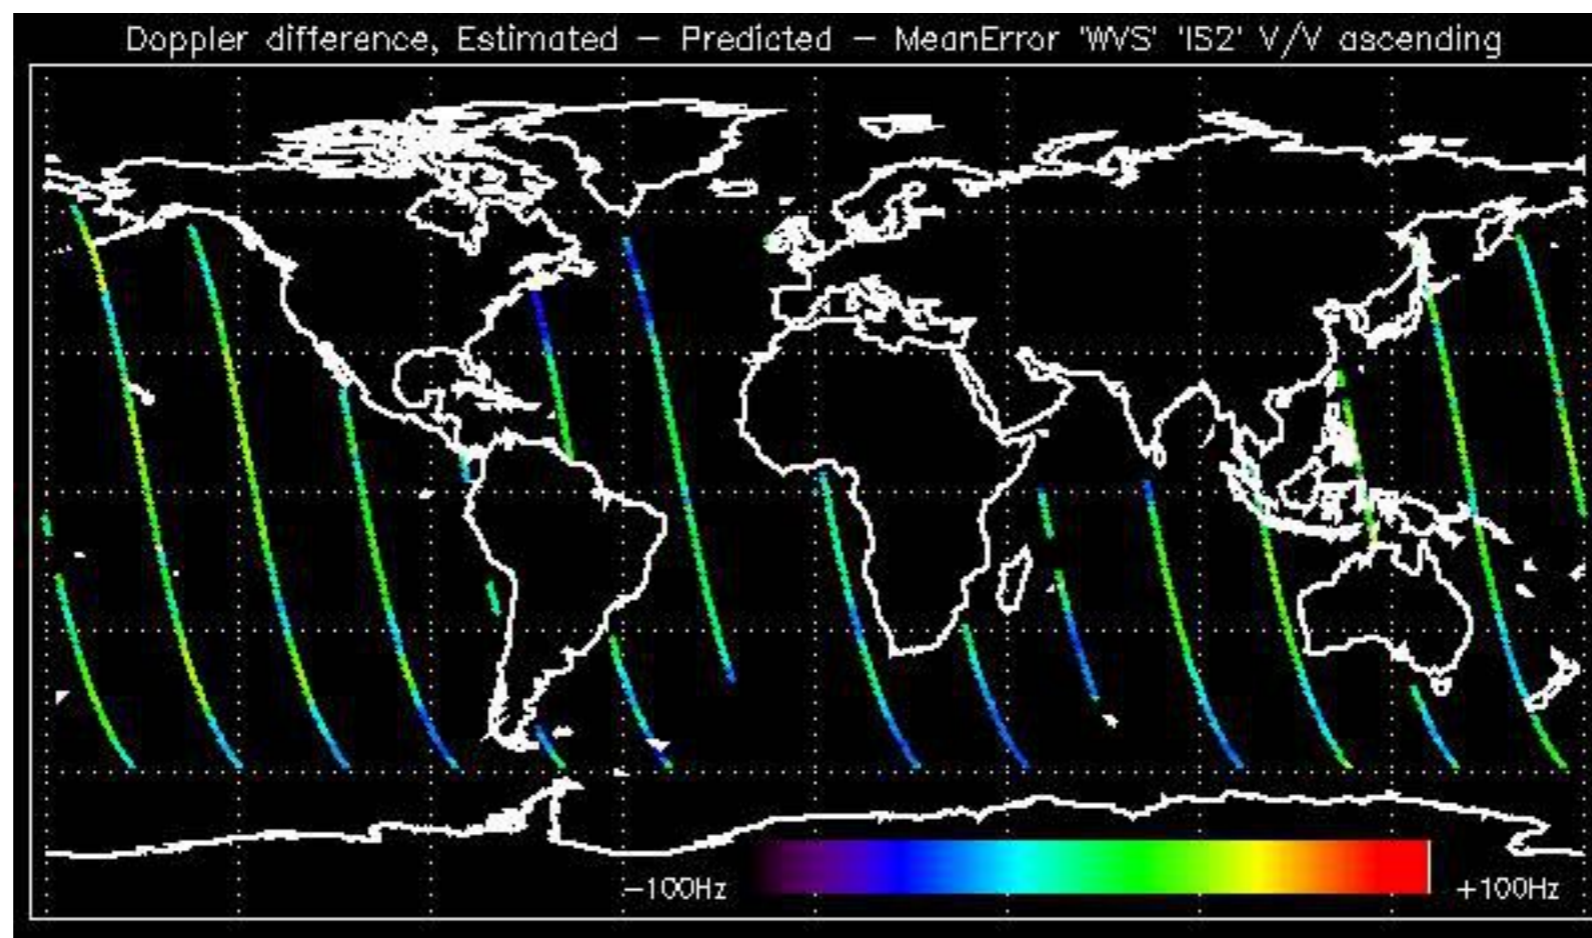 Doppler difference, Estimated – Predicted – MeanError 'WVS' 'IS2' V/V ascending
–100Hz
+100Hz